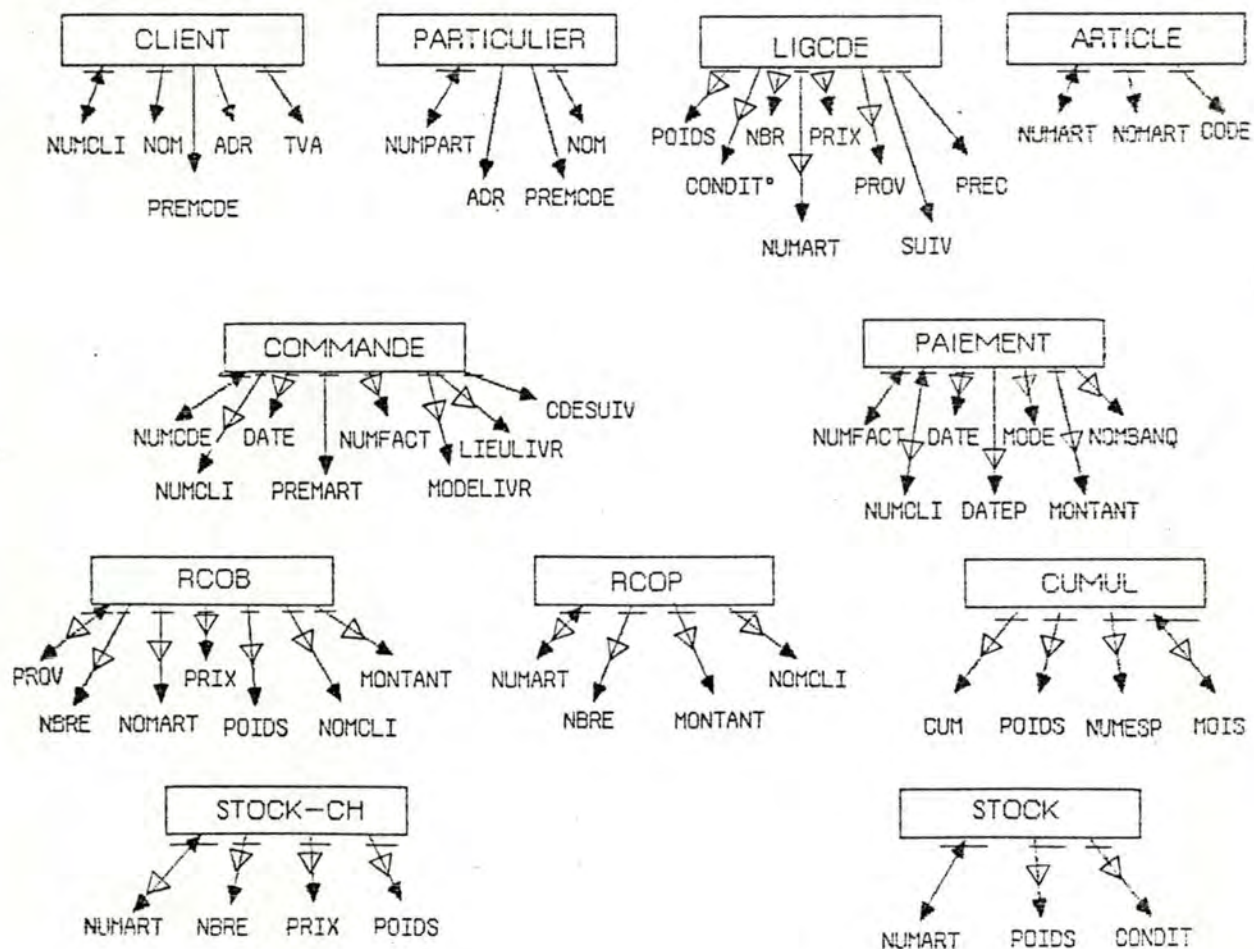 CLIENT PARTICULIER LIGCDE ARTICLE
NUMCLI NOM ADR TVA NUMPART NOM POIDS NBR PRIX NUMART NOMART CODE
PREMCDE ADR PREMCDE CONDIT° PROV PREC
NUMART SUIV
COMMANDE PAIEMENT
NUMCDE DATE NUMFACT LIEULIVR CDESUIV NUMFACT DATE MODE NOMBANQ
NUMCLI PREMART MODELIVR NUMCLI DATEP MONTANT
RCOB RCOP CUMUL
PROV PRIX MONTANT NUMART NOMCLI
NBRE NOMART POIDS NOMCLI NBRE MONTANT CUM POIDS NUMESP MOIS
STOCK-CH STOCK
NUMART NBRE PRIX POIDS NUMART POIDS CONDIT